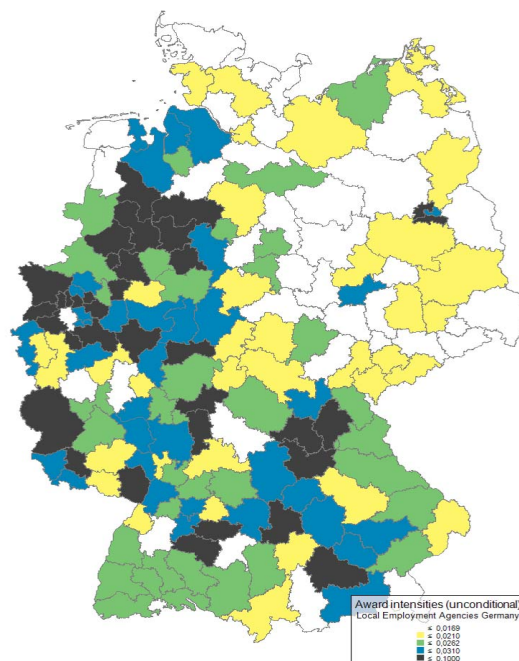 Award intensities (unconditional)
Local Employment Agencies Germany
≤ 0,0169
≤ 0,0210
≤ 0,0262
≤ 0,0310
≤ 0,1000